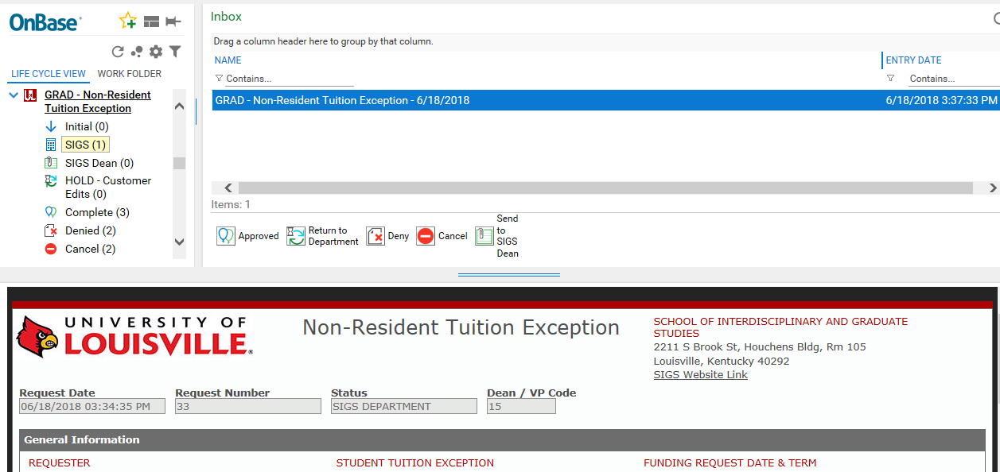 OnBase
LIFE CYCLE VIEW WORK FOLDER
GRAD - Non-Resident
Tuition Exception
Initial (0)
SIGS (1)
SIGS Dean (0)
HOLD - Customer
Edits (0)
Complete (3)
Denied (2)
Cancel (2)
Inbox
Drag a column header here to group by that column.
NAME ENTRY DATE
Contains... Contains...
GRAD - Non-Resident Tuition Exception - 6/18/2018 6/18/2018 3:37:33 PM
Items: 1
Approved
Return to
Department
Deny
Cancel
Send
to
SIGS
Dean
UNIVERSITY OF
LOUISVILLE®
Non-Resident Tuition Exception
SCHOOL OF INTERDISCIPLINARY AND GRADUATE
STUDIES
2211 S Brook St, Houchens Bldg, Rm 105
Louisville, Kentucky 40292
SIGS Website Link
Request Date Request Number Status Dean / VP Code
06/18/2018 03:34:35 PM 33 SIGS DEPARTMENT 15
General Information
REQUESTER STUDENT TUITION EXCEPTION FUNDING REQUEST DATE & TERM